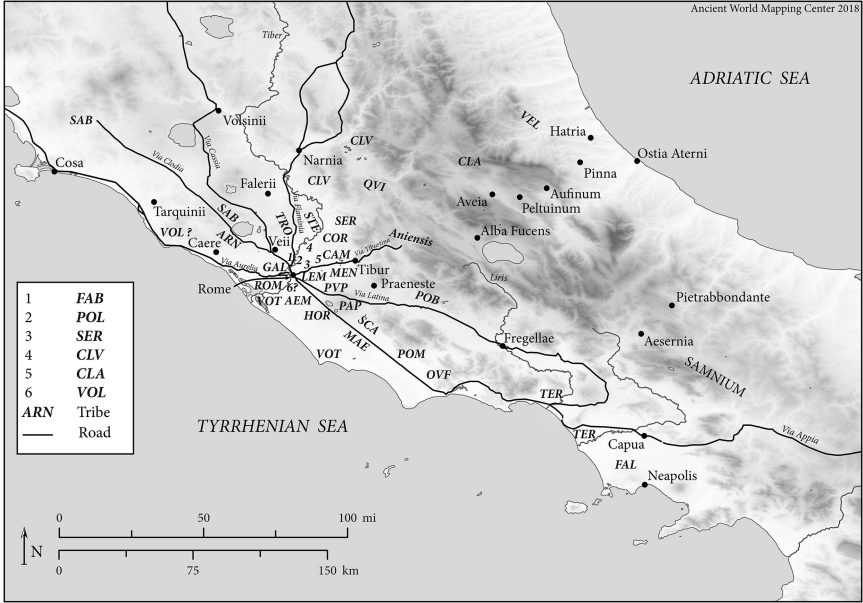 Ancient World Mapping Center 2018
Tiber
ADRIATIC SEA
SAB
Volsinii
VEL
Hatria
Via Cassia
CLV
Ostia Aterni
Via Clodia
Narnia
CLA
Pinna
Cosa
Falerii
CLV
QVI
Aufinum
Aveia
Peltuinum
Via Flaminia
Tarquinii
SAB
TRO
STE
SER
Alba Fucens
VOL ?
ARN
COR
Aniensis
Caere
Veii
4
CAM
Via Tiburtina
1
2
3
5
Via Aurelia
GAL
LEM
MEN
Tibur
Liris
Rome
ROM
6?
PVP
Praeneste
Via Latina
POB
Pietrabbondante
VOT
AEM
PAP
HOR
SCA
MAE
Fregellae
Aesernia
VOT
POM
SAMNIUM
OVF
TER
TYRRHENIAN SEA
TER
Capua
Via Appia
FAL
Neapolis
1 FAB
2 POL
3 SER
4 CLV
5 CLA
6 VOL
ARN Tribe
Road
0 50 100 mi
N
0 75 150 km